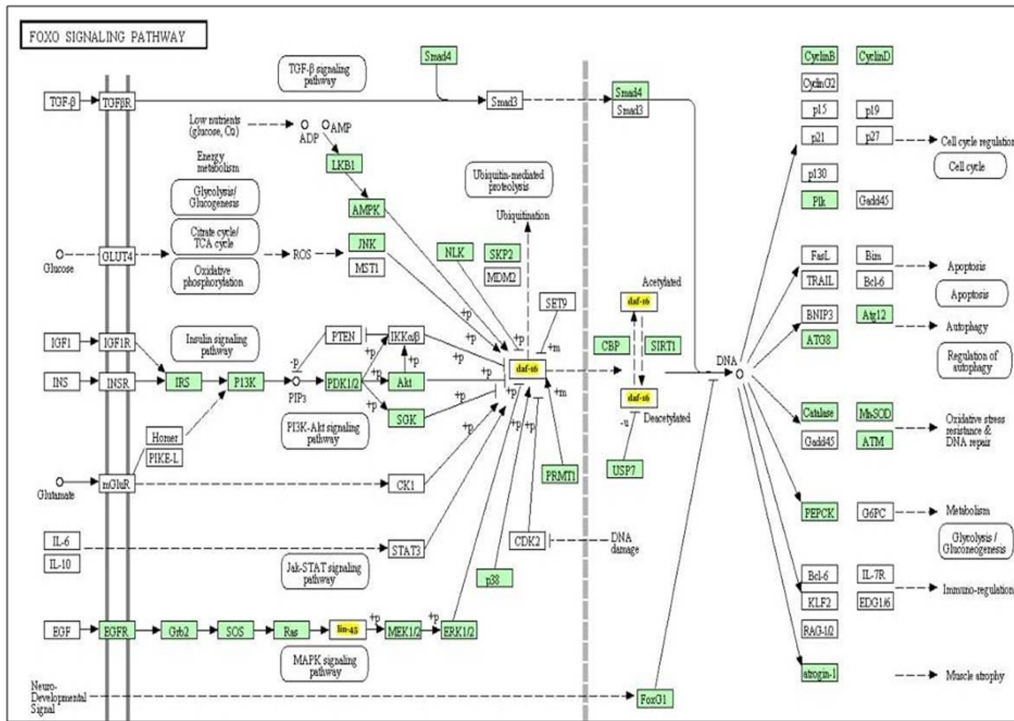 FOXO SIGNALING PATHWAY
TGF-β
TGFβR
TGF-β signaling
pathway
Smad4
Smad3
Smad4
Smad3
Low nutrients
(glucose, O2)
ADP
AMP
LKB1
AMPK
Energy
metabolism
Glycolysis/
Glucogenesis
Citrate cycle/
TCA cycle
Oxidative
phosphorylation
Glucose
GLUT4
ROS
JNK
MST1
NLK
SKP2
MDM2
Ubiquitin-mediated
proteolysis
Ubiquitination
SET9
+p
+p
+p
+p
+m
IGF1
IGF1R
INS
INSR
Insulin signaling
pathway
IRS
PI3K
-p
PIP3
PTEN
IKKα/β
PDK1/2
Akt
SGK
+p
+p
+p
+p
+p
+p
+p
+p
PI3K-Akt signaling
pathway
daf-16
+m
PRMT1
Acetylated
daf-16
CBP
SIRT1
daf-16
Deacetylated
-u
USP7
Homer
PIKE-L
Glutamate
mGluR
CK1
+p
+p
+p
+p
IL-6
IL-10
STAT3
Jak-STAT signaling
pathway
p38
CDK2
DNA
damage
EGF
EGFR
Grb2
SOS
Ras
lin-45
+p
MEK1/2
+p
ERK1/2
+p
MAPK signaling
pathway
Neuro-
Developmental
Signal
FoxG1
DNA
CyclinB
CyclinD
CyclinG2
p15
p19
p21
p27
p130
Plk
Gadd45
Cell cycle regulation
Cell cycle
FasL
Bim
TRAIL
Bcl-6
Apoptosis
Apoptosis
BNIP3
Atg12
ATG8
Autophagy
Regulation of
autophagy
Catalase
Mn-SOD
Gadd45
ATM
Oxidative stress
resistance &
DNA repair
PEPCK
G6PC
Metabolism
Glycolysis /
Gluconeogenesis
Bcl-6
IL-7R
KLF2
EDG1/6
RAG-1/2
Immuno-regulation
atrogin-1
Muscle atrophy